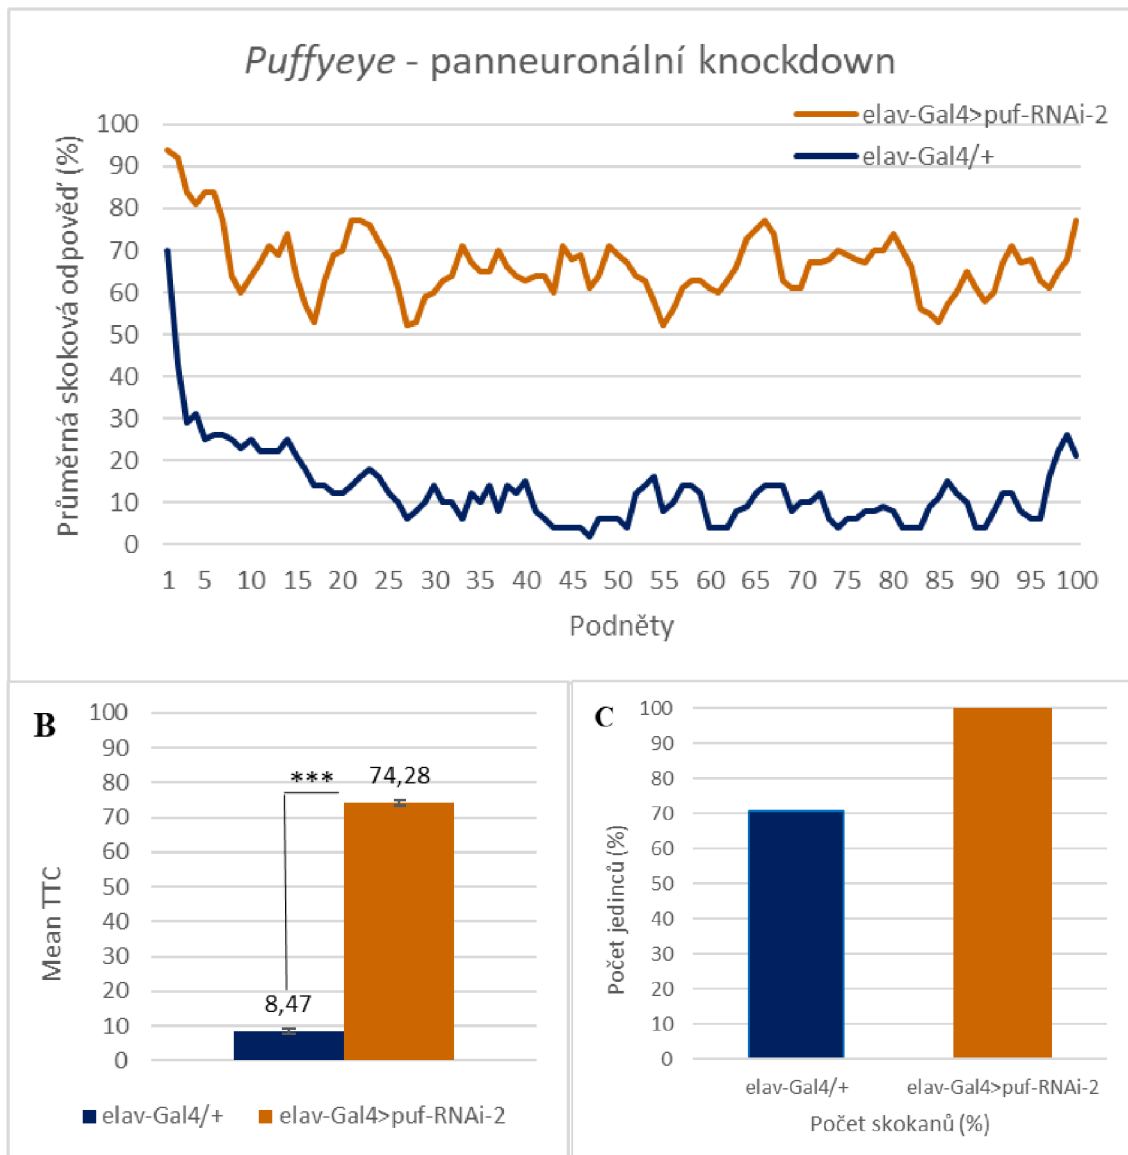 Puffyeye - panneuronální knockdown
elav-Gal4>puf-RNAi-2
elav-Gal4/+
Průměrná skoková odpověď (%)
100
90
80
70
60
50
40
30
20
10
0
1 5 10 15 20 25 30 35 40 45 50 55 60 65 70 75 80 85 90 95 100
Podněty
B
Mean TTC
100
90
80
70
60
50
40
30
20
10
0
***
74,28
8,47
elav-Gal4/+ elav-Gal4>puf-RNAi-2
C
Počet jedinců (%)
100
90
80
70
60
50
40
30
20
10
0
elav-Gal4/+ elav-Gal4>puf-RNAi-2
Počet skokanů (%)